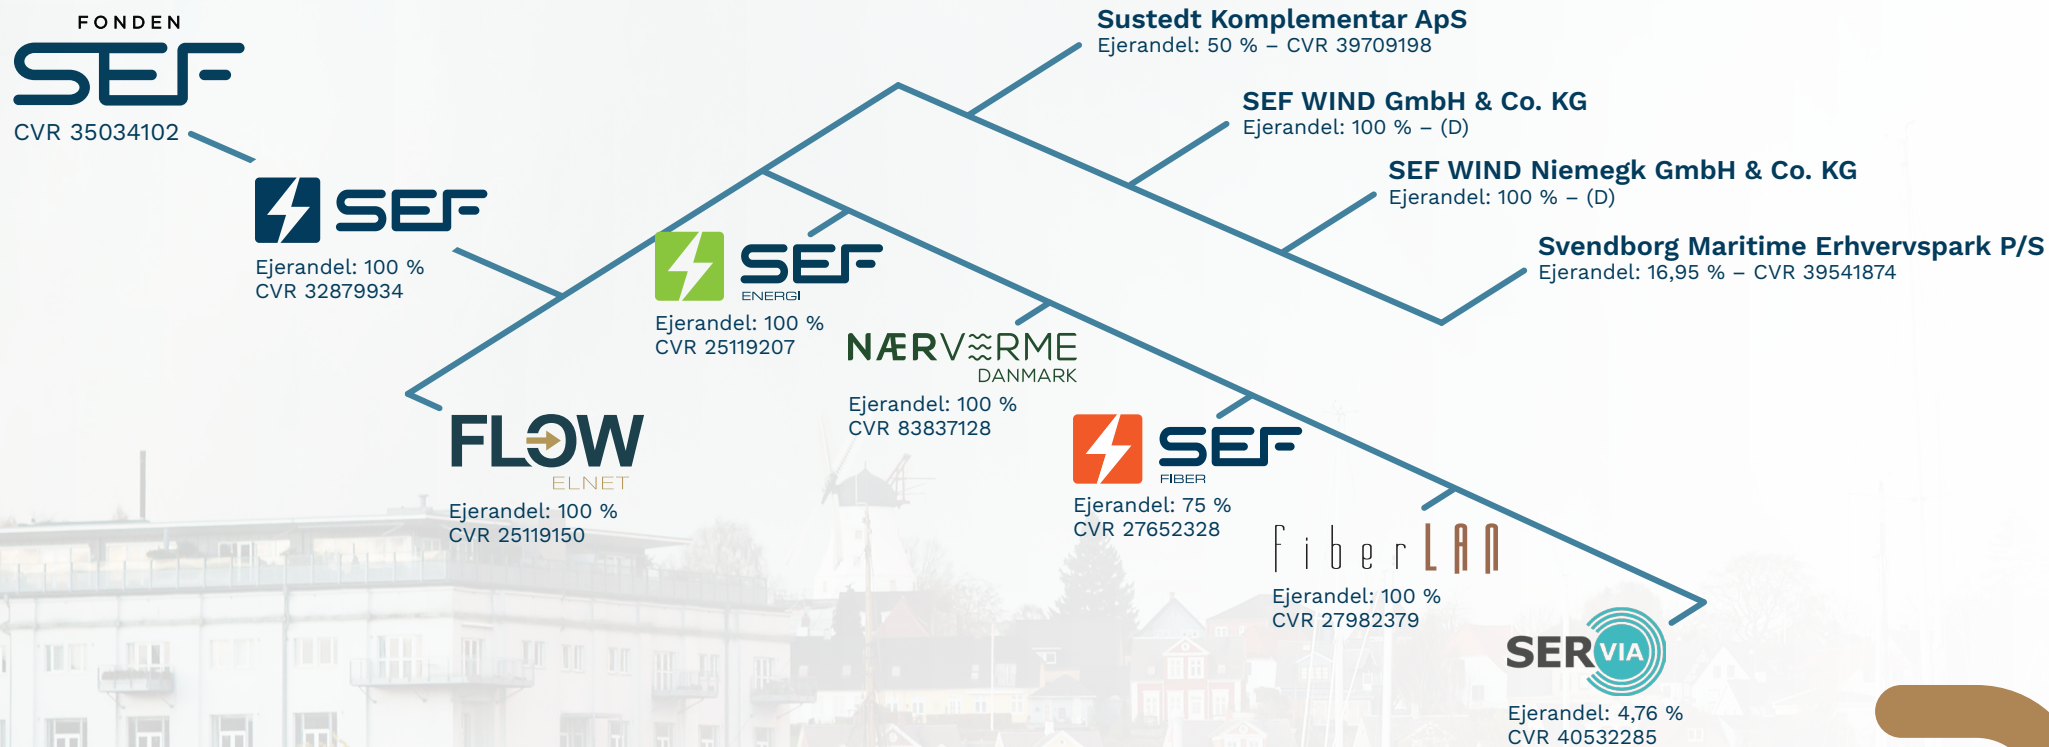 FONDEN
SEF
CVR 35034102
SEF
Ejerandel: 100 %
CVR 32879934
FLOW
ELNET
Ejerandel: 100 %
CVR 25119150
SEF
ENERGI
Ejerandel: 100 %
CVR 25119207
NÆRVÆRME
DANMARK
Ejerandel: 100 %
CVR 83837128
SEF
FIBER
Ejerandel: 75 %
CVR 27652328
FiberLAN
Ejerandel: 100 %
CVR 27982379
SERVIA
Ejerandel: 4,76 %
CVR 40532285
Sustedt Komplementar ApS
Ejerandel: 50 % – CVR 39709198
SEF WIND GmbH & Co. KG
Ejerandel: 100 % – (D)
SEF WIND Niemegk GmbH & Co. KG
Ejerandel: 100 % – (D)
Svendborg Maritime Erhvervspark P/S
Ejerandel: 16,95 % – CVR 39541874